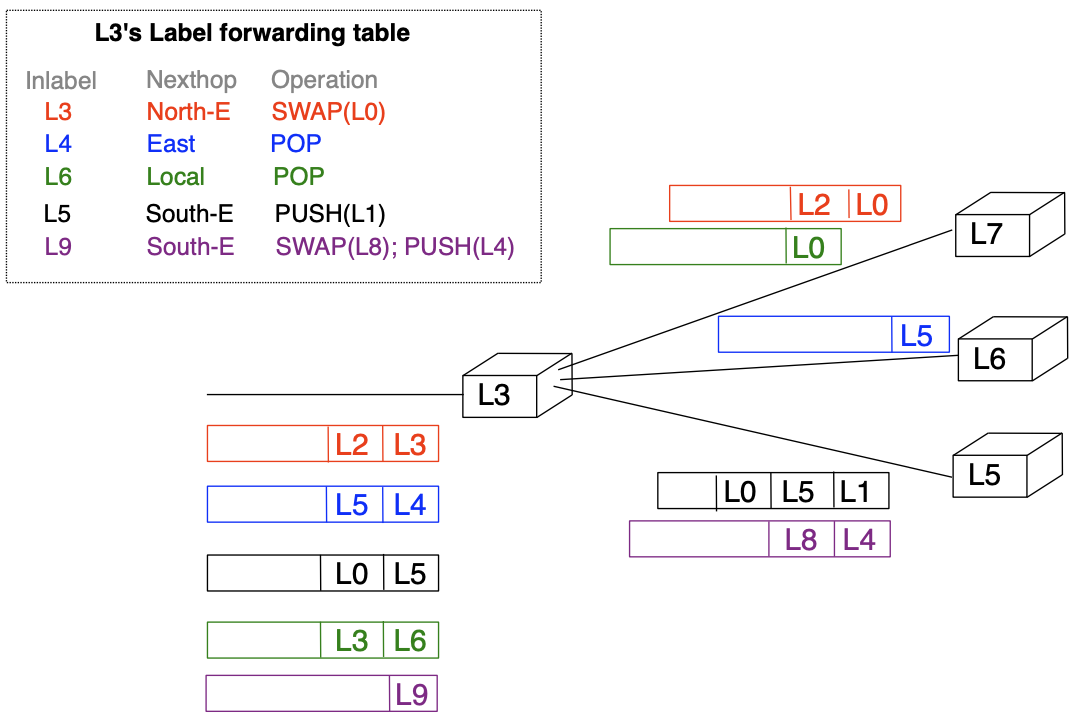 L3's Label forwarding table
Inlabel Nexthop Operation
L3 North-E SWAP(L0)
L4 East POP
L6 Local POP
L5 South-E PUSH(L1)
L9 South-E SWAP(L8); PUSH(L4)
L2 L0
L7
L0
L5
L6
L3
L2 L3
L5
L0 L5 L1
L5 L4
L8 L4
L0 L5
L3 L6
L9